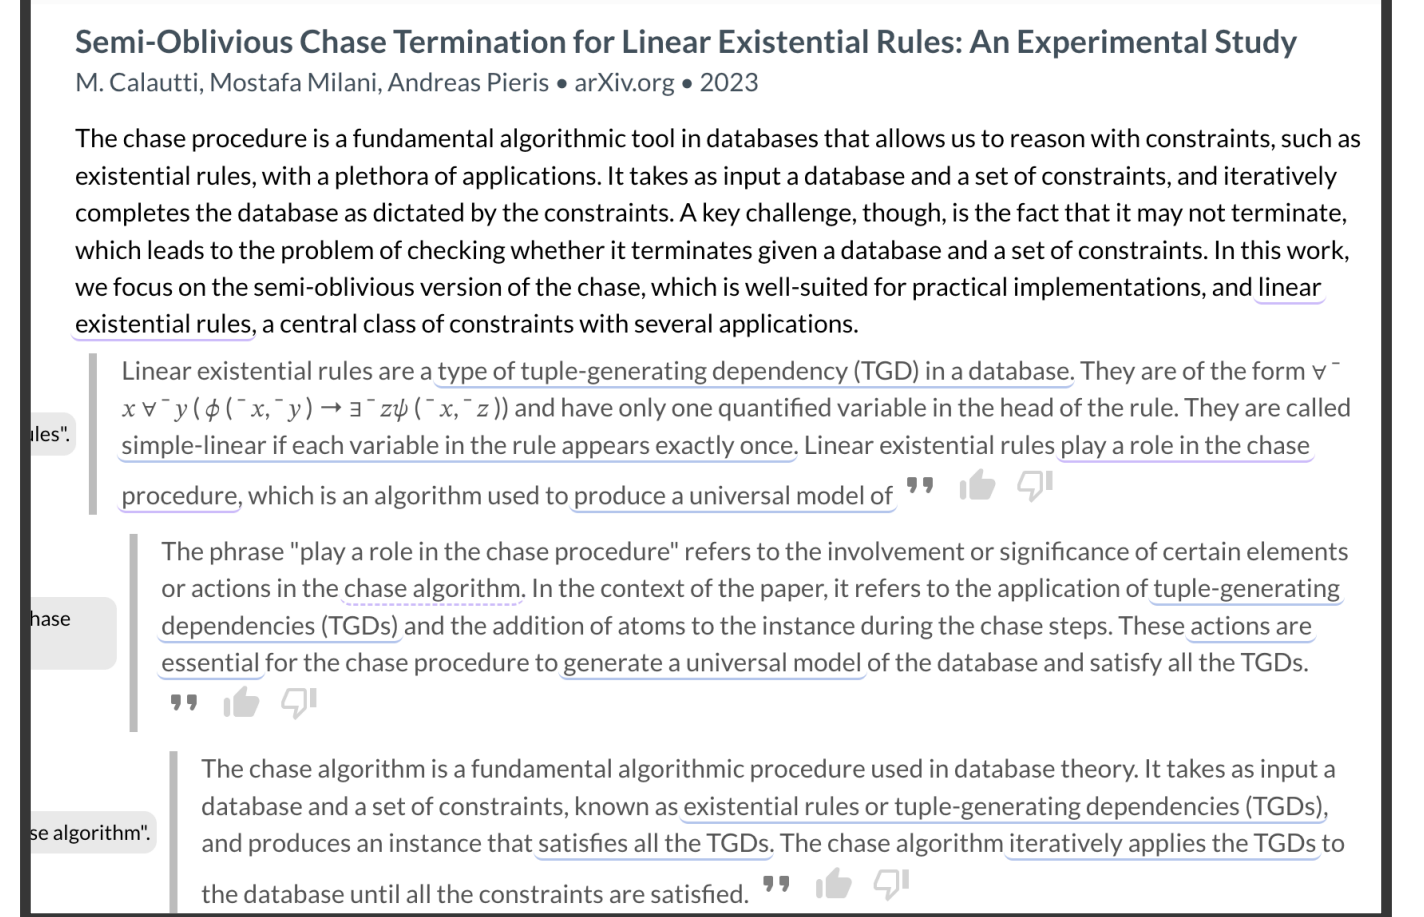 Semi-Oblivious Chase Termination for Linear Existential Rules: An Experimental Study
M. Calautti, Mostafa Milani, Andreas Pieris • arXiv.org • 2023
The chase procedure is a fundamental algorithmic tool in databases that allows us to reason with constraints, such as
existential rules, with a plethora of applications. It takes as input a database and a set of constraints, and iteratively
completes the database as dictated by the constraints. A key challenge, though, is the fact that it may not terminate,
which leads to the problem of checking whether it terminates given a database and a set of constraints. In this work,
we focus on the semi-oblivious version of the chase, which is well-suited for practical implementations, and linear
existential rules, a central class of constraints with several applications.
Linear existential rules are a type of tuple-generating dependency (TGD) in a database. They are of the form ∀ ¯
x ∀ ¯ y ( ϕ ( ¯ x, ¯ y ) → ∃ ¯ zψ ( ¯ x, ¯ z )) and have only one quantified variable in the head of the rule. They are called
ules".
simple-linear if each variable in the rule appears exactly once. Linear existential rules play a role in the chase
procedure, which is an algorithm used to produce a universal model of ”
The phrase "play a role in the chase procedure" refers to the involvement or significance of certain elements
or actions in the chase algorithm. In the context of the paper, it refers to the application of tuple-generating
hase
dependencies (TGDs) and the addition of atoms to the instance during the chase steps. These actions are
essential for the chase procedure to generate a universal model of the database and satisfy all the TGDs.
”
The chase algorithm is a fundamental algorithmic procedure used in database theory. It takes as input a
database and a set of constraints, known as existential rules or tuple-generating dependencies (TGDs),
se algorithm".
and produces an instance that satisfies all the TGDs. The chase algorithm iteratively applies the TGDs to
the database until all the constraints are satisfied. ”